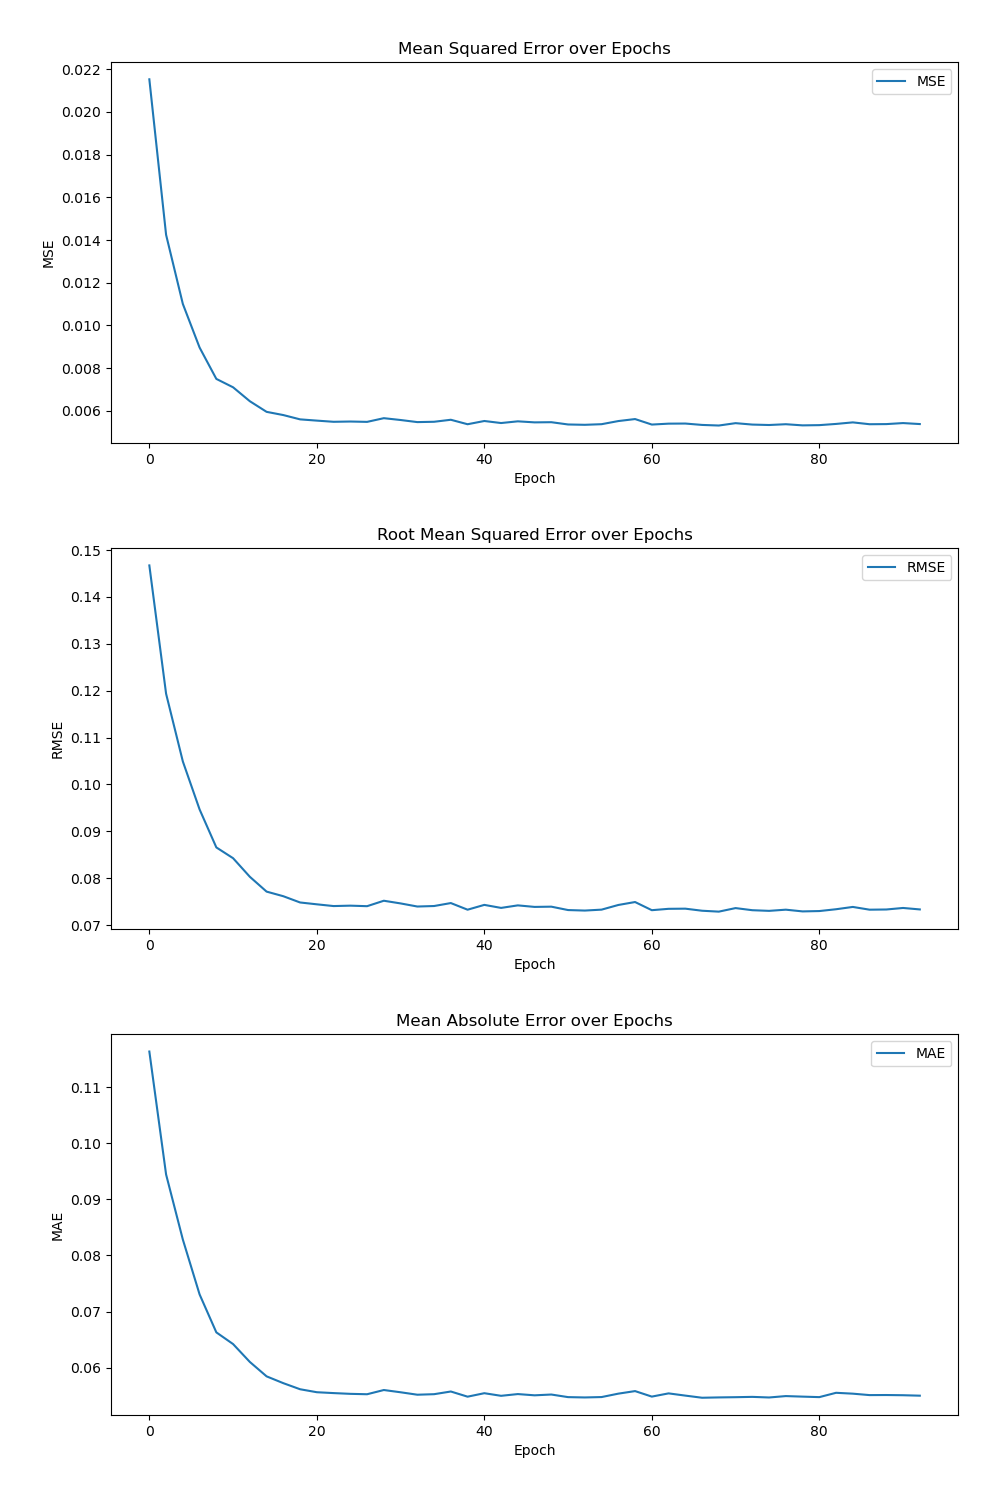 Mean Squared Error over Epochs
MSE
0.022
0.020
0.018
0.016
0.014
0.012
0.010
0.008
0.006
MSE
0 20 40 60 80
Epoch
Root Mean Squared Error over Epochs
RMSE
0.15
0.14
0.13
0.12
0.11
0.10
0.09
0.08
0.07
RMSE
0 20 40 60 80
Epoch
Mean Absolute Error over Epochs
MAE
0.11
0.10
0.09
0.08
0.07
0.06
MAE
0 20 40 60 80
Epoch